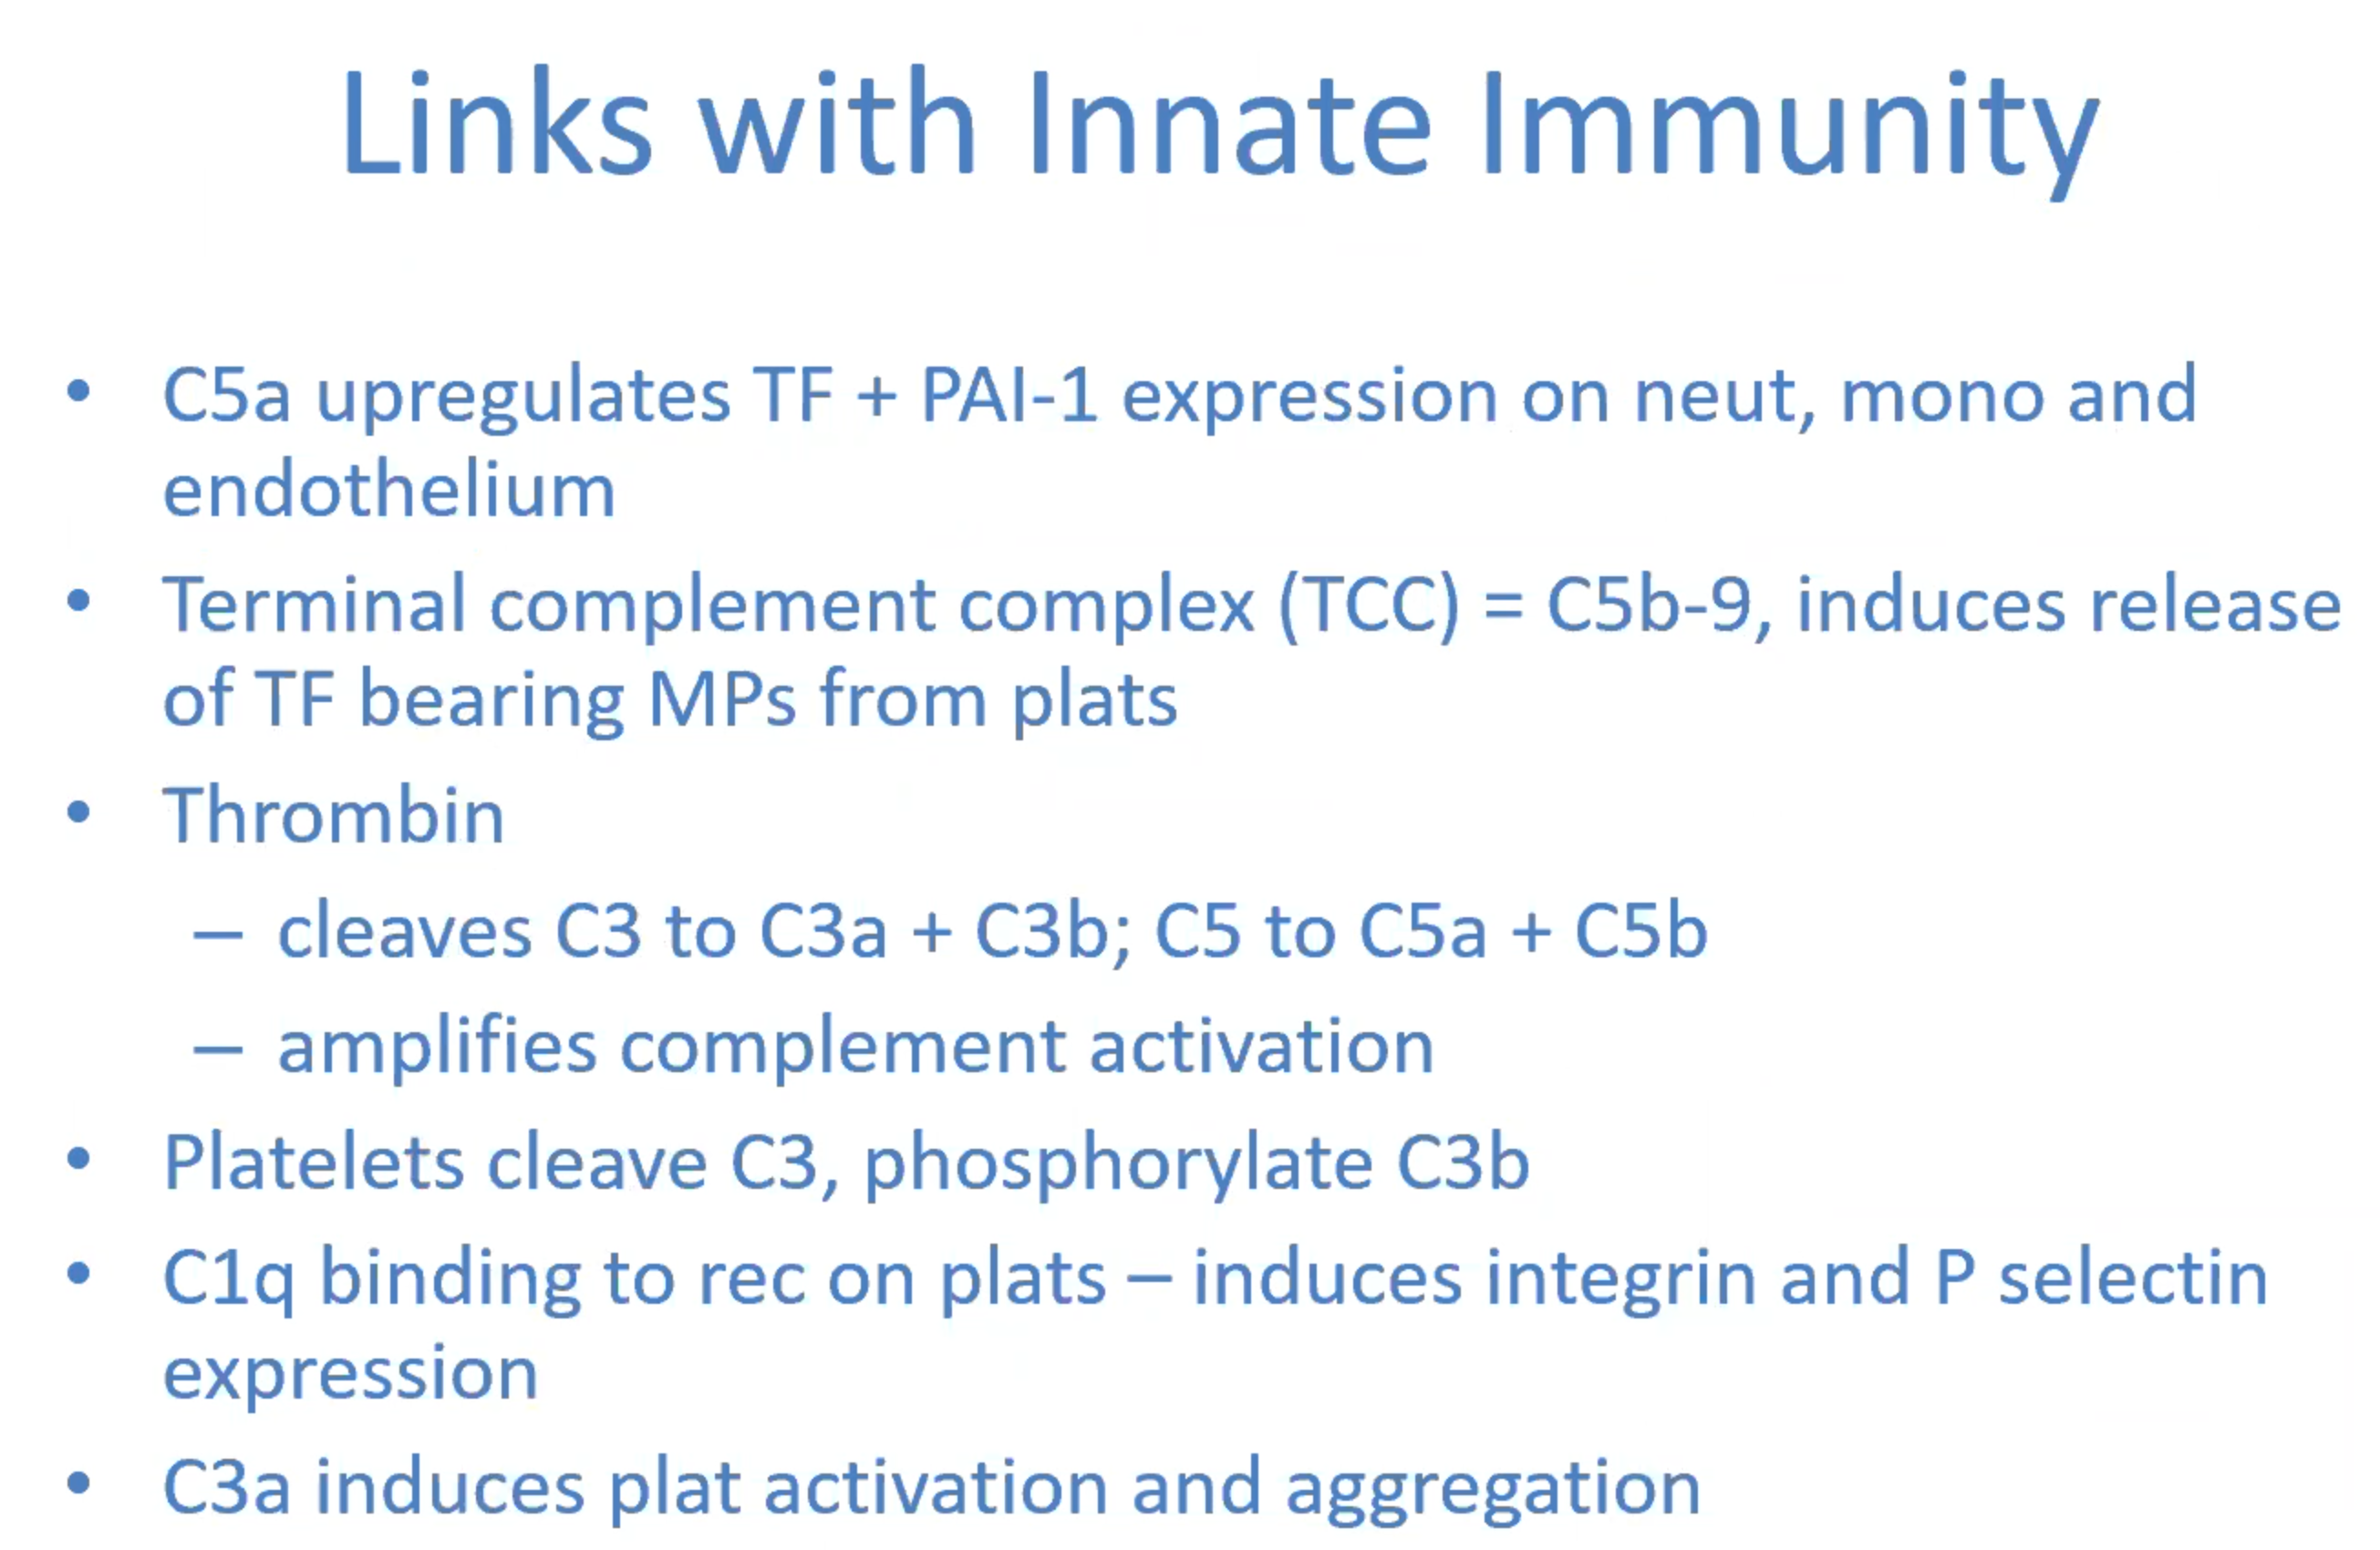 Links with Innate Immunity
• C5a upregulates TF + PAI-1 expression on neut, mono and
endothelium
• Terminal complement complex (TCC) = C5b-9, induces release
of TF bearing MPs from plats
• Thrombin
– cleaves C3 to C3a + C3b; C5 to C5a + C5b
– amplifies complement activation
• Platelets cleave C3, phosphorylate C3b
• C1q binding to rec on plats – induces integrin and P selectin
expression
• C3a induces plat activation and aggregation